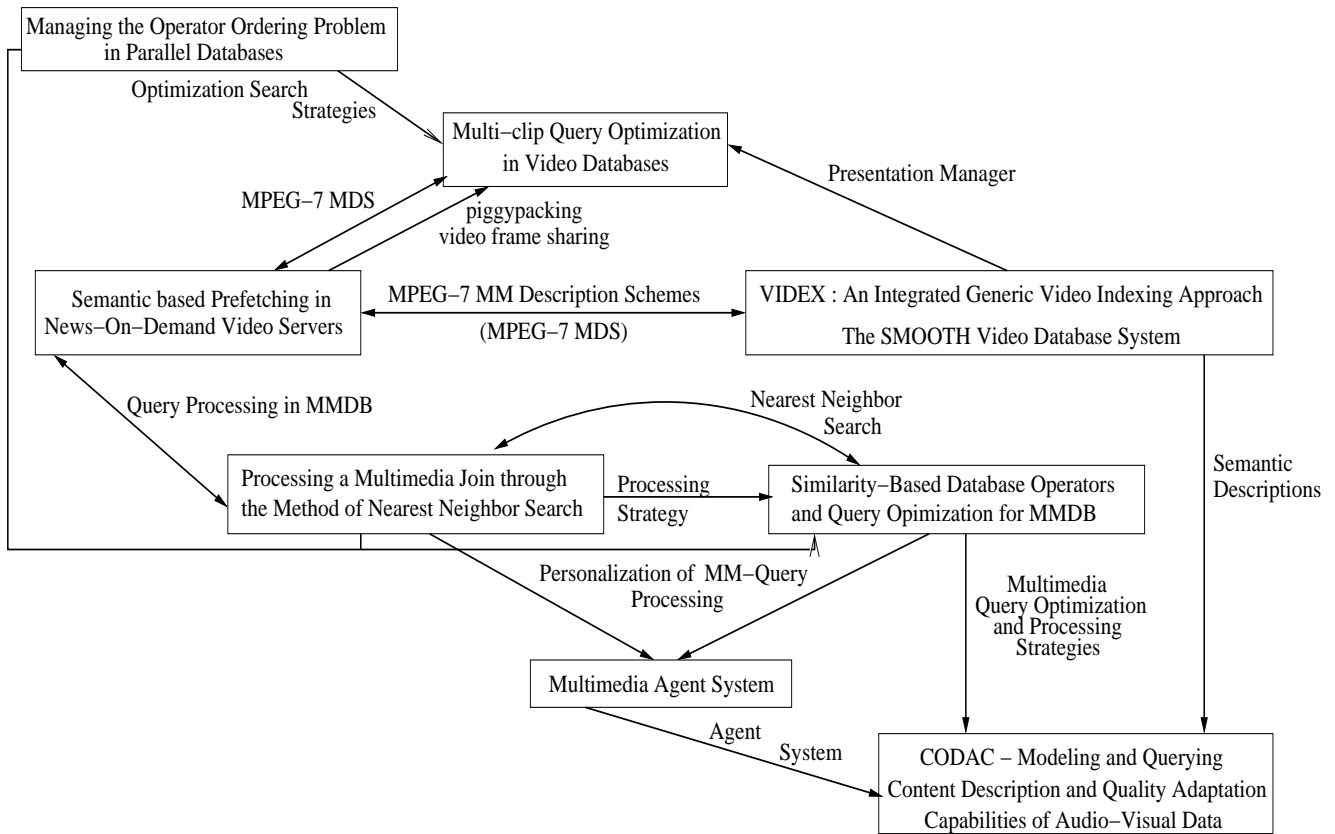 Managing the Operator Ordering Problem
in Parallel Databases
Optimization Search
Strategies
Multi−clip Query Optimization
in Video Databases
Presentation Manager
MPEG−7 MDS
piggypacking
video frame sharing
Semantic based Prefetching in
News−On−Demand Video Servers
MPEG−7 MM Description Schemes
(MPEG−7 MDS)
VIDEX : An Integrated Generic Video Indexing Approach
The SMOOTH Video Database System
Query Processing in MMDB
Nearest Neighbor
Search
Processing a Multimedia Join through
the Method of Nearest Neighbor Search
Processing
Strategy
Similarity−Based Database Operators
and Query Opimization for MMDB
Semantic
Descriptions
Personalization of MM−Query
Processing
Multimedia
Query Optimization
and Processing
Strategies
Multimedia Agent System
Agent
System
CODAC − Modeling and Querying
Content Description and Quality Adaptation
Capabilities of Audio−Visual Data